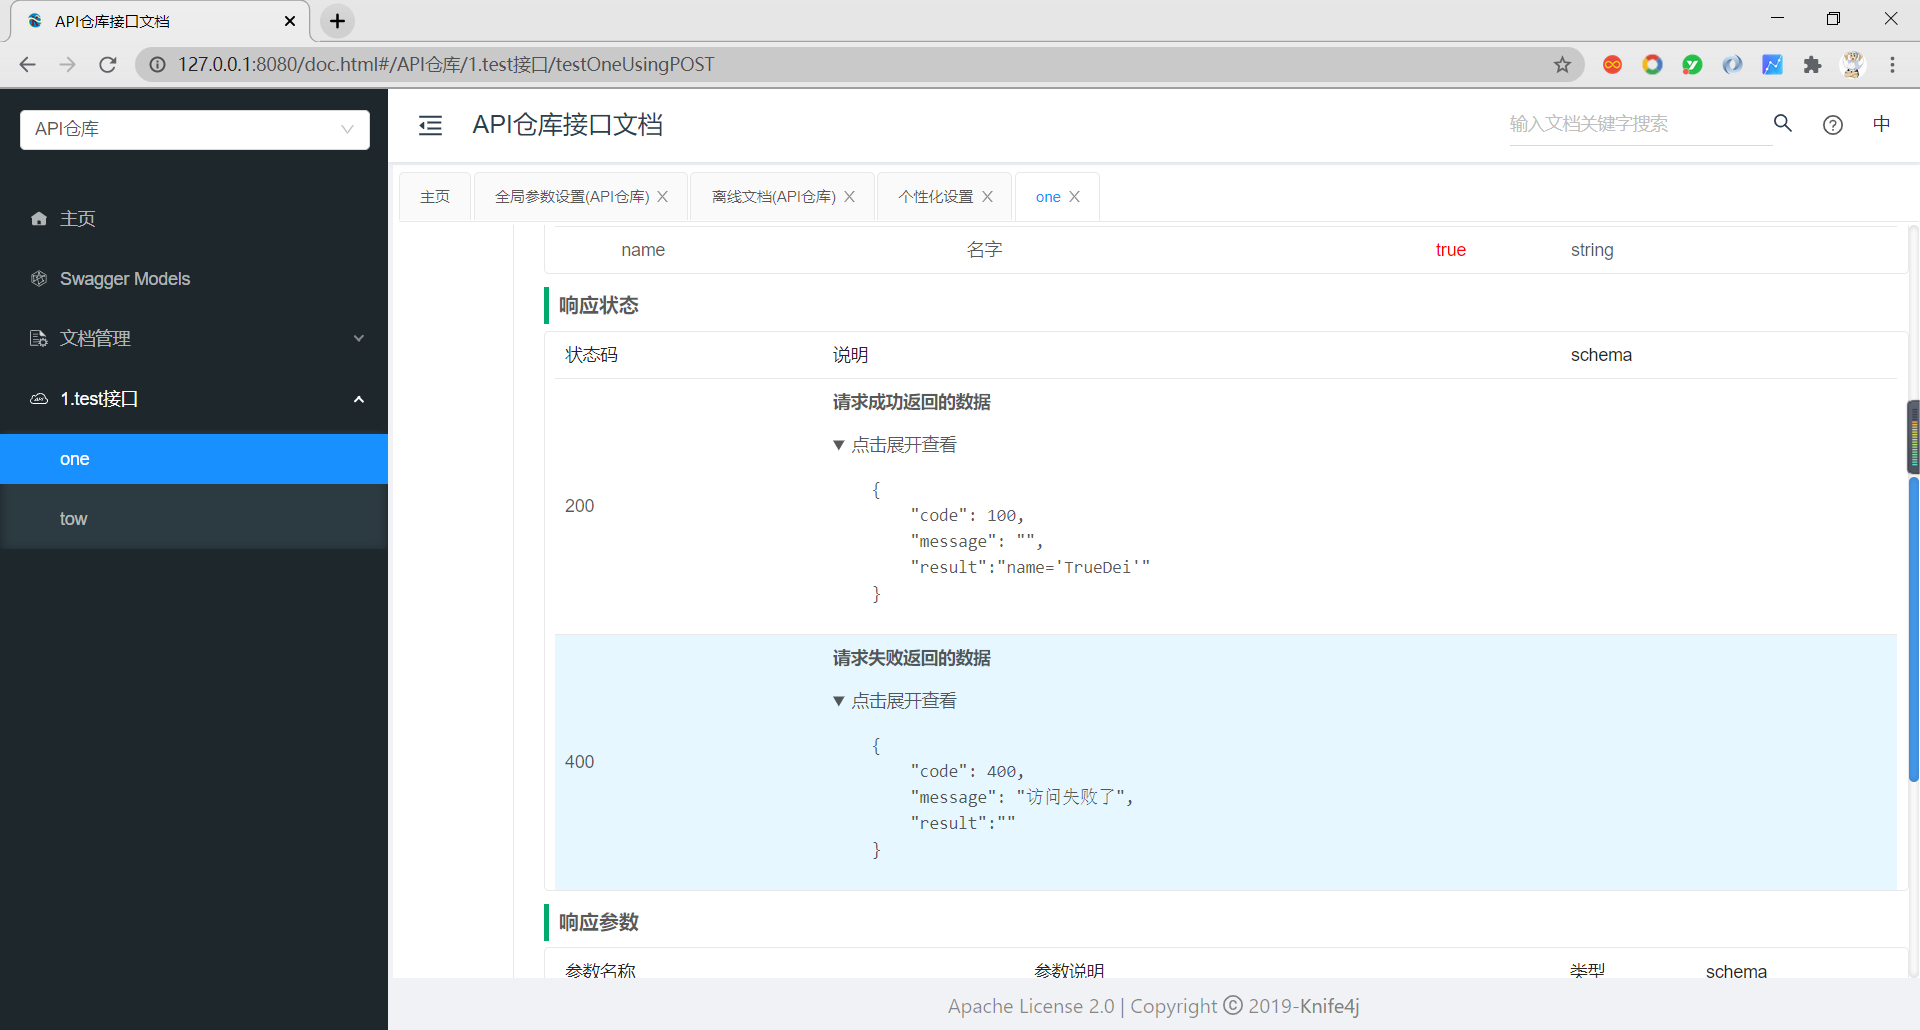 API仓库接口文档
127.0.0.1:8080/doc.html#/API仓库/1.test接口/testOneUsingPOST
API仓库
API仓库接口文档
输入文档关键字搜索
中
主页
全局参数设置(API仓库)
离线文档(API仓库)
个性化设置
one
主页
Swagger Models
文档管理
1.test接口
one
tow
name 名字 true string
响应状态
状态码 说明 schema
200
请求成功返回的数据
点击展开查看
{
"code": 100,
"message": "",
"result":"name='TrueDei'"
}
400
请求失败返回的数据
点击展开查看
{
"code": 400,
"message": "访问失败了",
"result":""
}
响应参数
参数名称 参数说明 类型 schema
Apache License 2.0 | Copyright © 2019-Knife4j